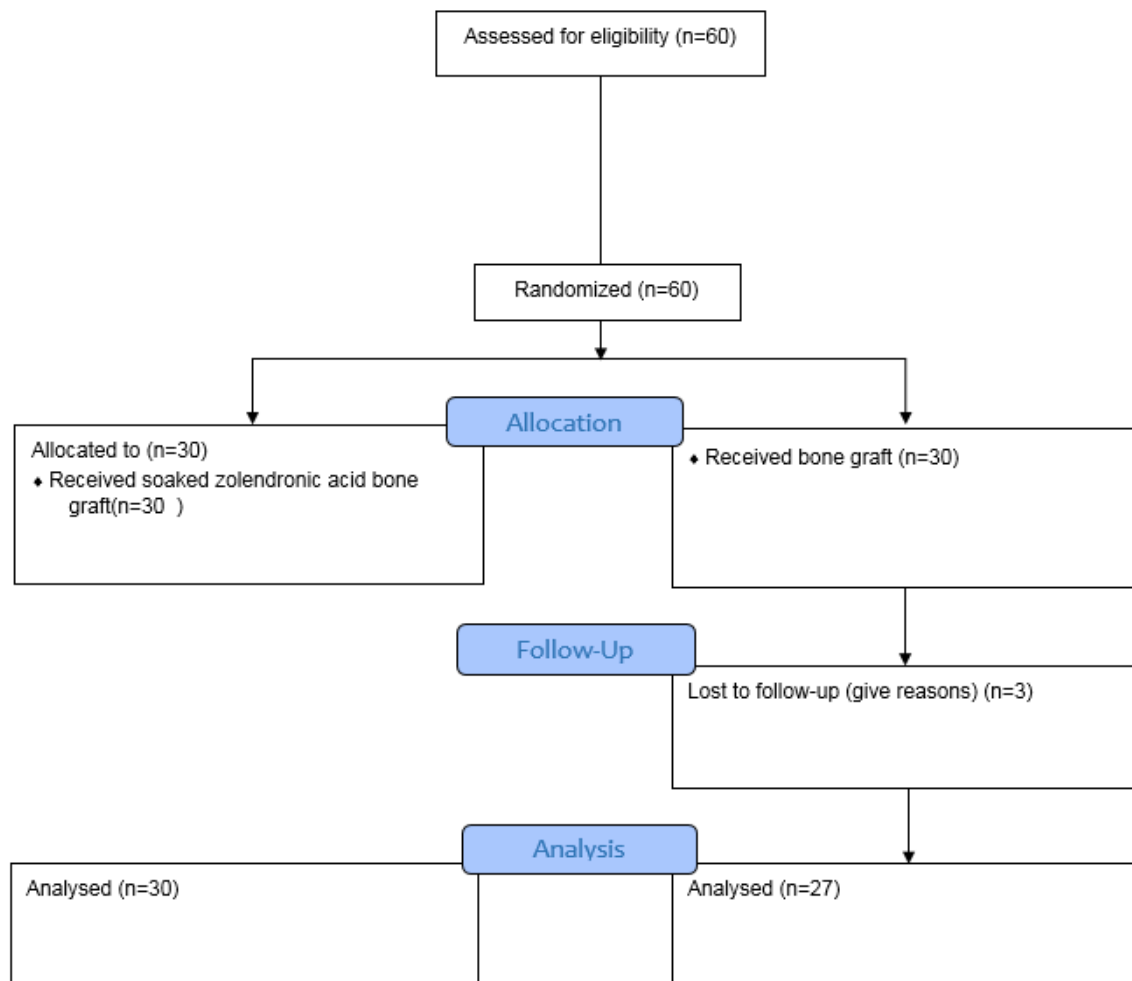 Assessed for eligibility (n=60)
Randomized (n=60)
Allocation
Allocated to (n=30)
♦ Received soaked zolendronic acid bone
graft(n=30  )
♦ Received bone graft (n=30)
Follow-Up
Lost to follow-up (give reasons) (n=3)
Analysis
Analysed (n=30)
Analysed (n=27)